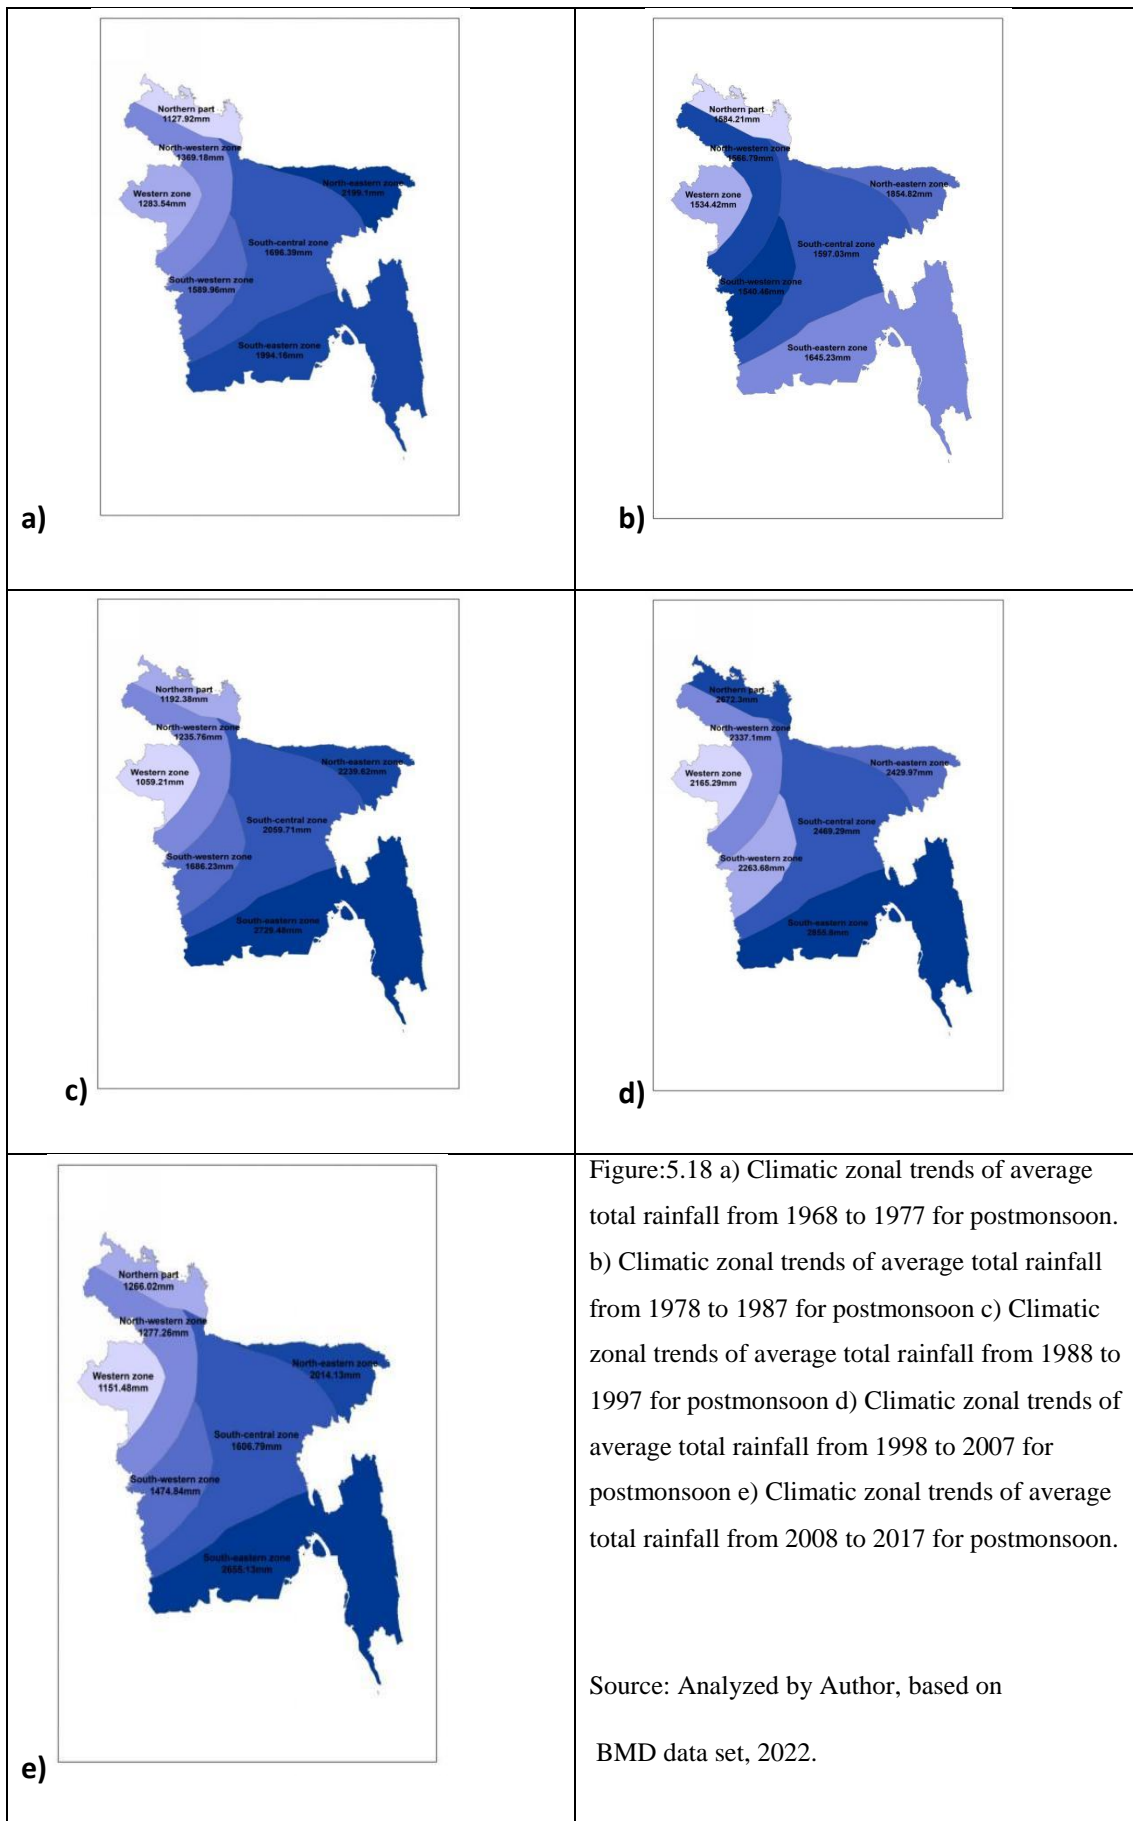 Northern part
1127.92mm
North-western zone
1369.18mm
Western zone
1283.54mm
North-eastern zone
2199.1mm
South-central zone
1696.39mm
South-western zone
1589.96mm
South-eastern zone
1994.16mm
a)
Northern part
1584.21mm
North-western zone
1666.79mm
Western zone
1534.42mm
North-eastern zone
1854.82mm
South-central zone
1597.03mm
South-western zone
1540.46mm
South-eastern zone
1645.23mm
b)
Northern part
1192.38mm
North-western zone
1235.76mm
Western zone
1059.21mm
North-eastern zone
2239.62mm
South-central zone
2059.71mm
South-western zone
1686.23mm
South-eastern zone
2729.48mm
c)
Northern part
2672.3mm
North-western zone
2337.1mm
Western zone
2165.29mm
North-eastern zone
2429.97mm
South-central zone
2469.29mm
South-western zone
2263.68mm
South-eastern zone
d)
Northern part
1266.02mm
North-western zone
1277.26mm
Western zone
1151.48mm
North-eastern zone
2014.13mm
South-central zone
1606.79mm
South-western zone
1474.84mm
South-eastern zone
2655.13mm
e)
Figure:5.18 a) Climatic zonal trends of average
total rainfall from 1968 to 1977 for postmonsoon.
b) Climatic zonal trends of average total rainfall
from 1978 to 1987 for postmonsoon c) Climatic
zonal trends of average total rainfall from 1988 to
1997 for postmonsoon d) Climatic zonal trends of
average total rainfall from 1998 to 2007 for
postmonsoon e) Climatic zonal trends of average
total rainfall from 2008 to 2017 for postmonsoon.
Source: Analyzed by Author, based on
BMD data set, 2022.